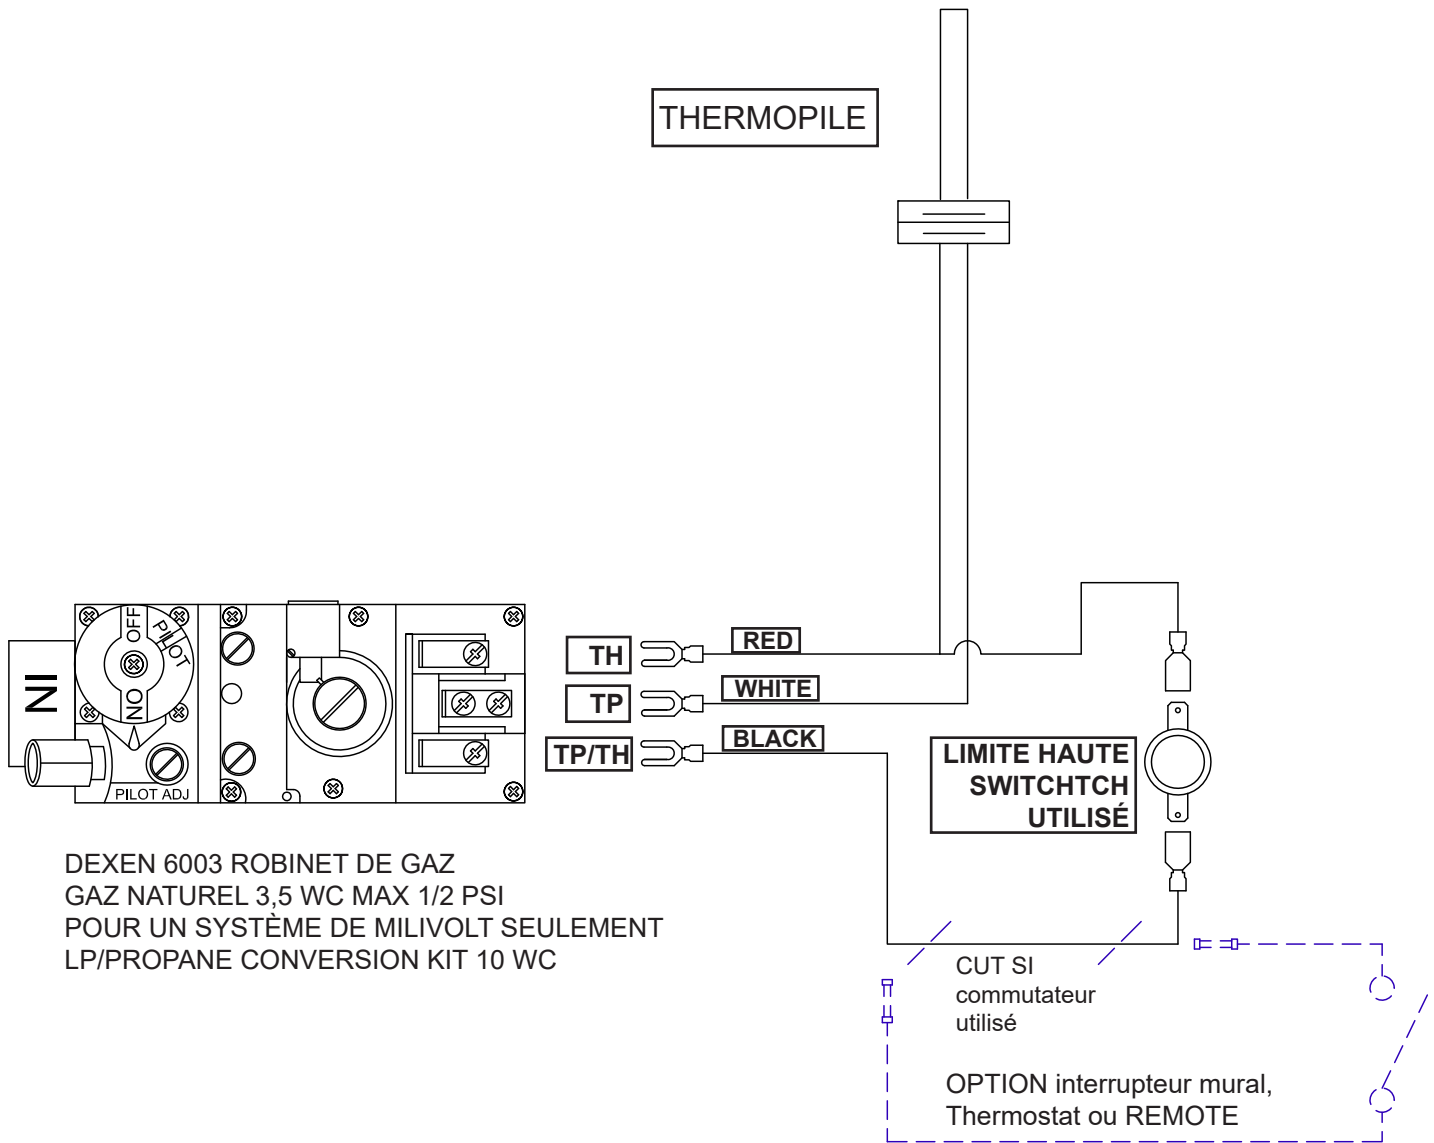 THERMOPILE
OFF
PILOT
ON
IN
PILOT ADJ
TH
RED
TP
WHITE
TP/TH
BLACK
LIMITE HAUTE
SWITCHTCH
UTILISÉ
DEXEN 6003 ROBINET DE GAZ
GAZ NATUREL 3,5 WC MAX 1/2 PSI
POUR UN SYSTÈME DE MILIVOLT SEULEMENT
LP/PROPANE CONVERSION KIT 10 WC
CUT SI
commutateur
utilisé
OPTION interrupteur mural,
Thermostat ou REMOTE